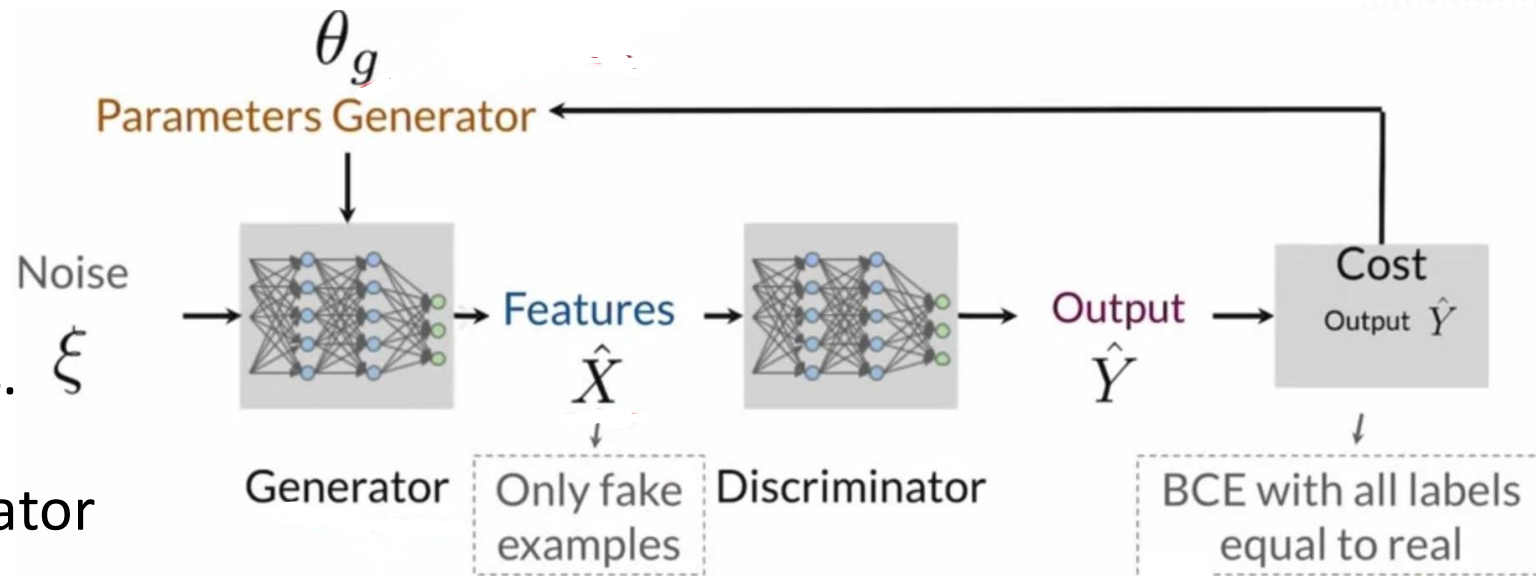 θg
Parameters Generator
Noise
ξ
Features
X̂
Output
Ŷ
Cost
Output Ŷ
.
Generator
Only fake
examples
Discriminator
BCE with all labels
equal to real
ator